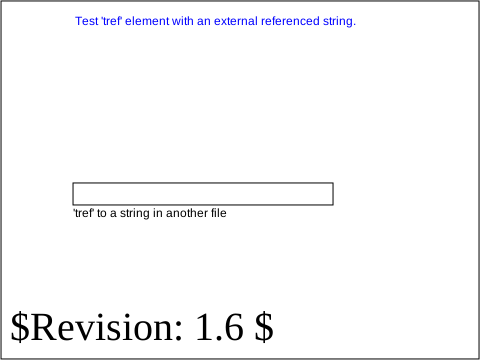 Test 'tref' element with an external referenced string.
'tref' to a string in another file
$Revision: 1.6 $